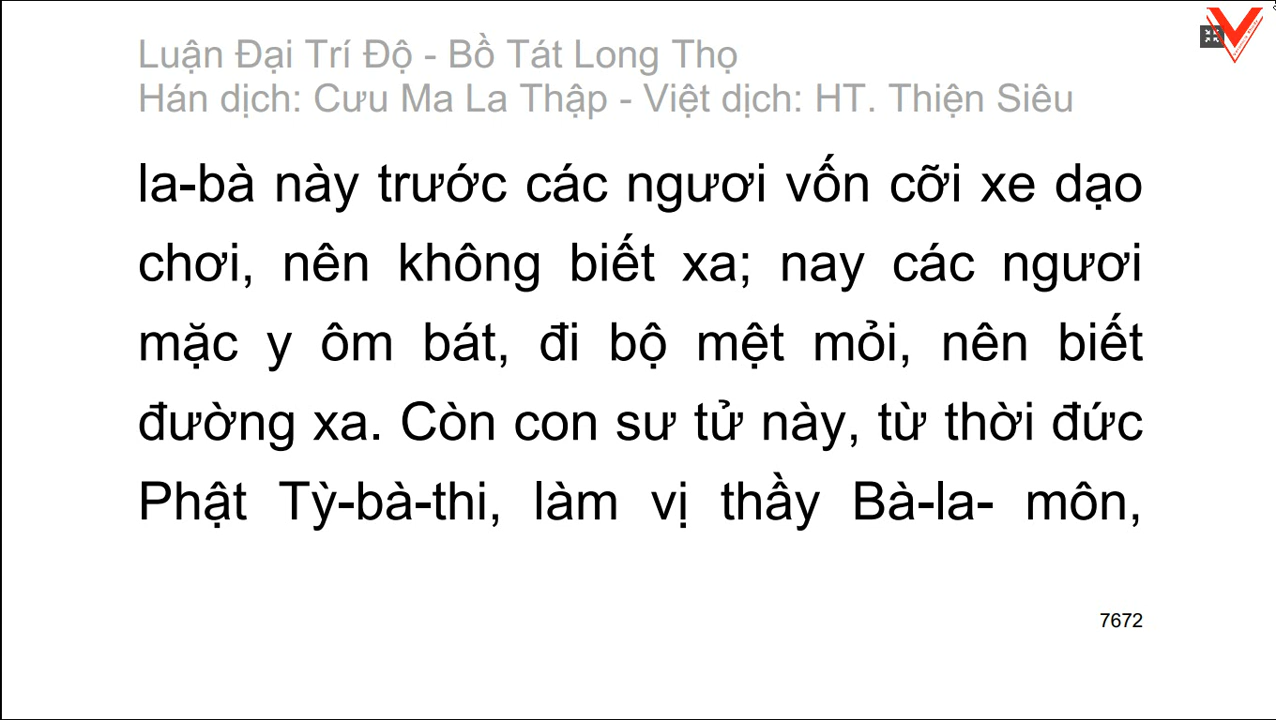 Luận Đại Trí Độ - Bồ Tát Long Thọ
Hán dịch: Cưu Ma La Thập - Việt dịch: HT. Thiện Siêu
la-bà này trước các ngươi vốn cỡi xe dạo
chơi, nên không biết xa; nay các ngươi
mặc y ôm bát, đi bộ mệt mỏi, nên biết
đường xa. Còn con sư tử này, từ thời đức
Phật Tỳ-bà-thi, làm vị thầy Bà-la- môn,
7672